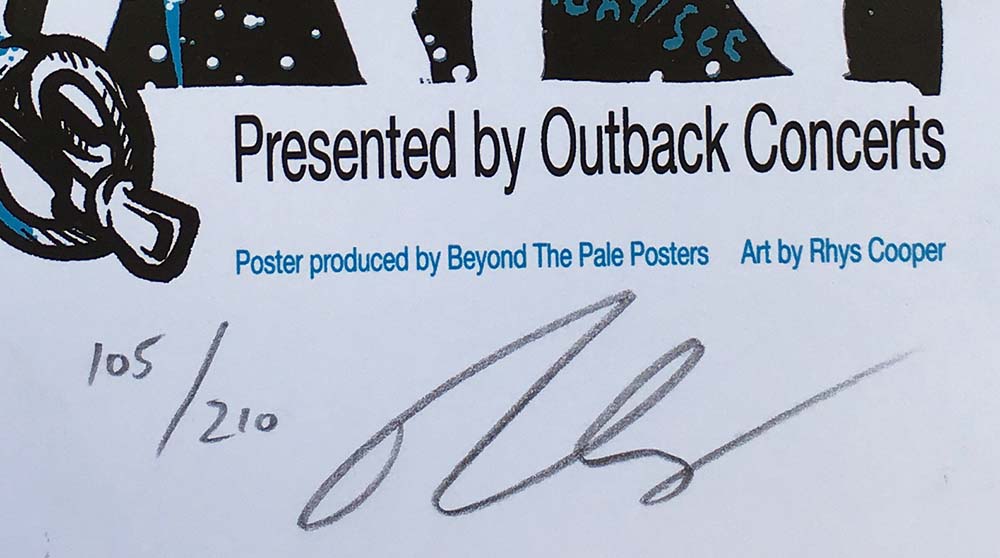 Presented by Outback Concerts
Poster produced by Beyond The Pale Posters Art by Rhys Cooper
105/210